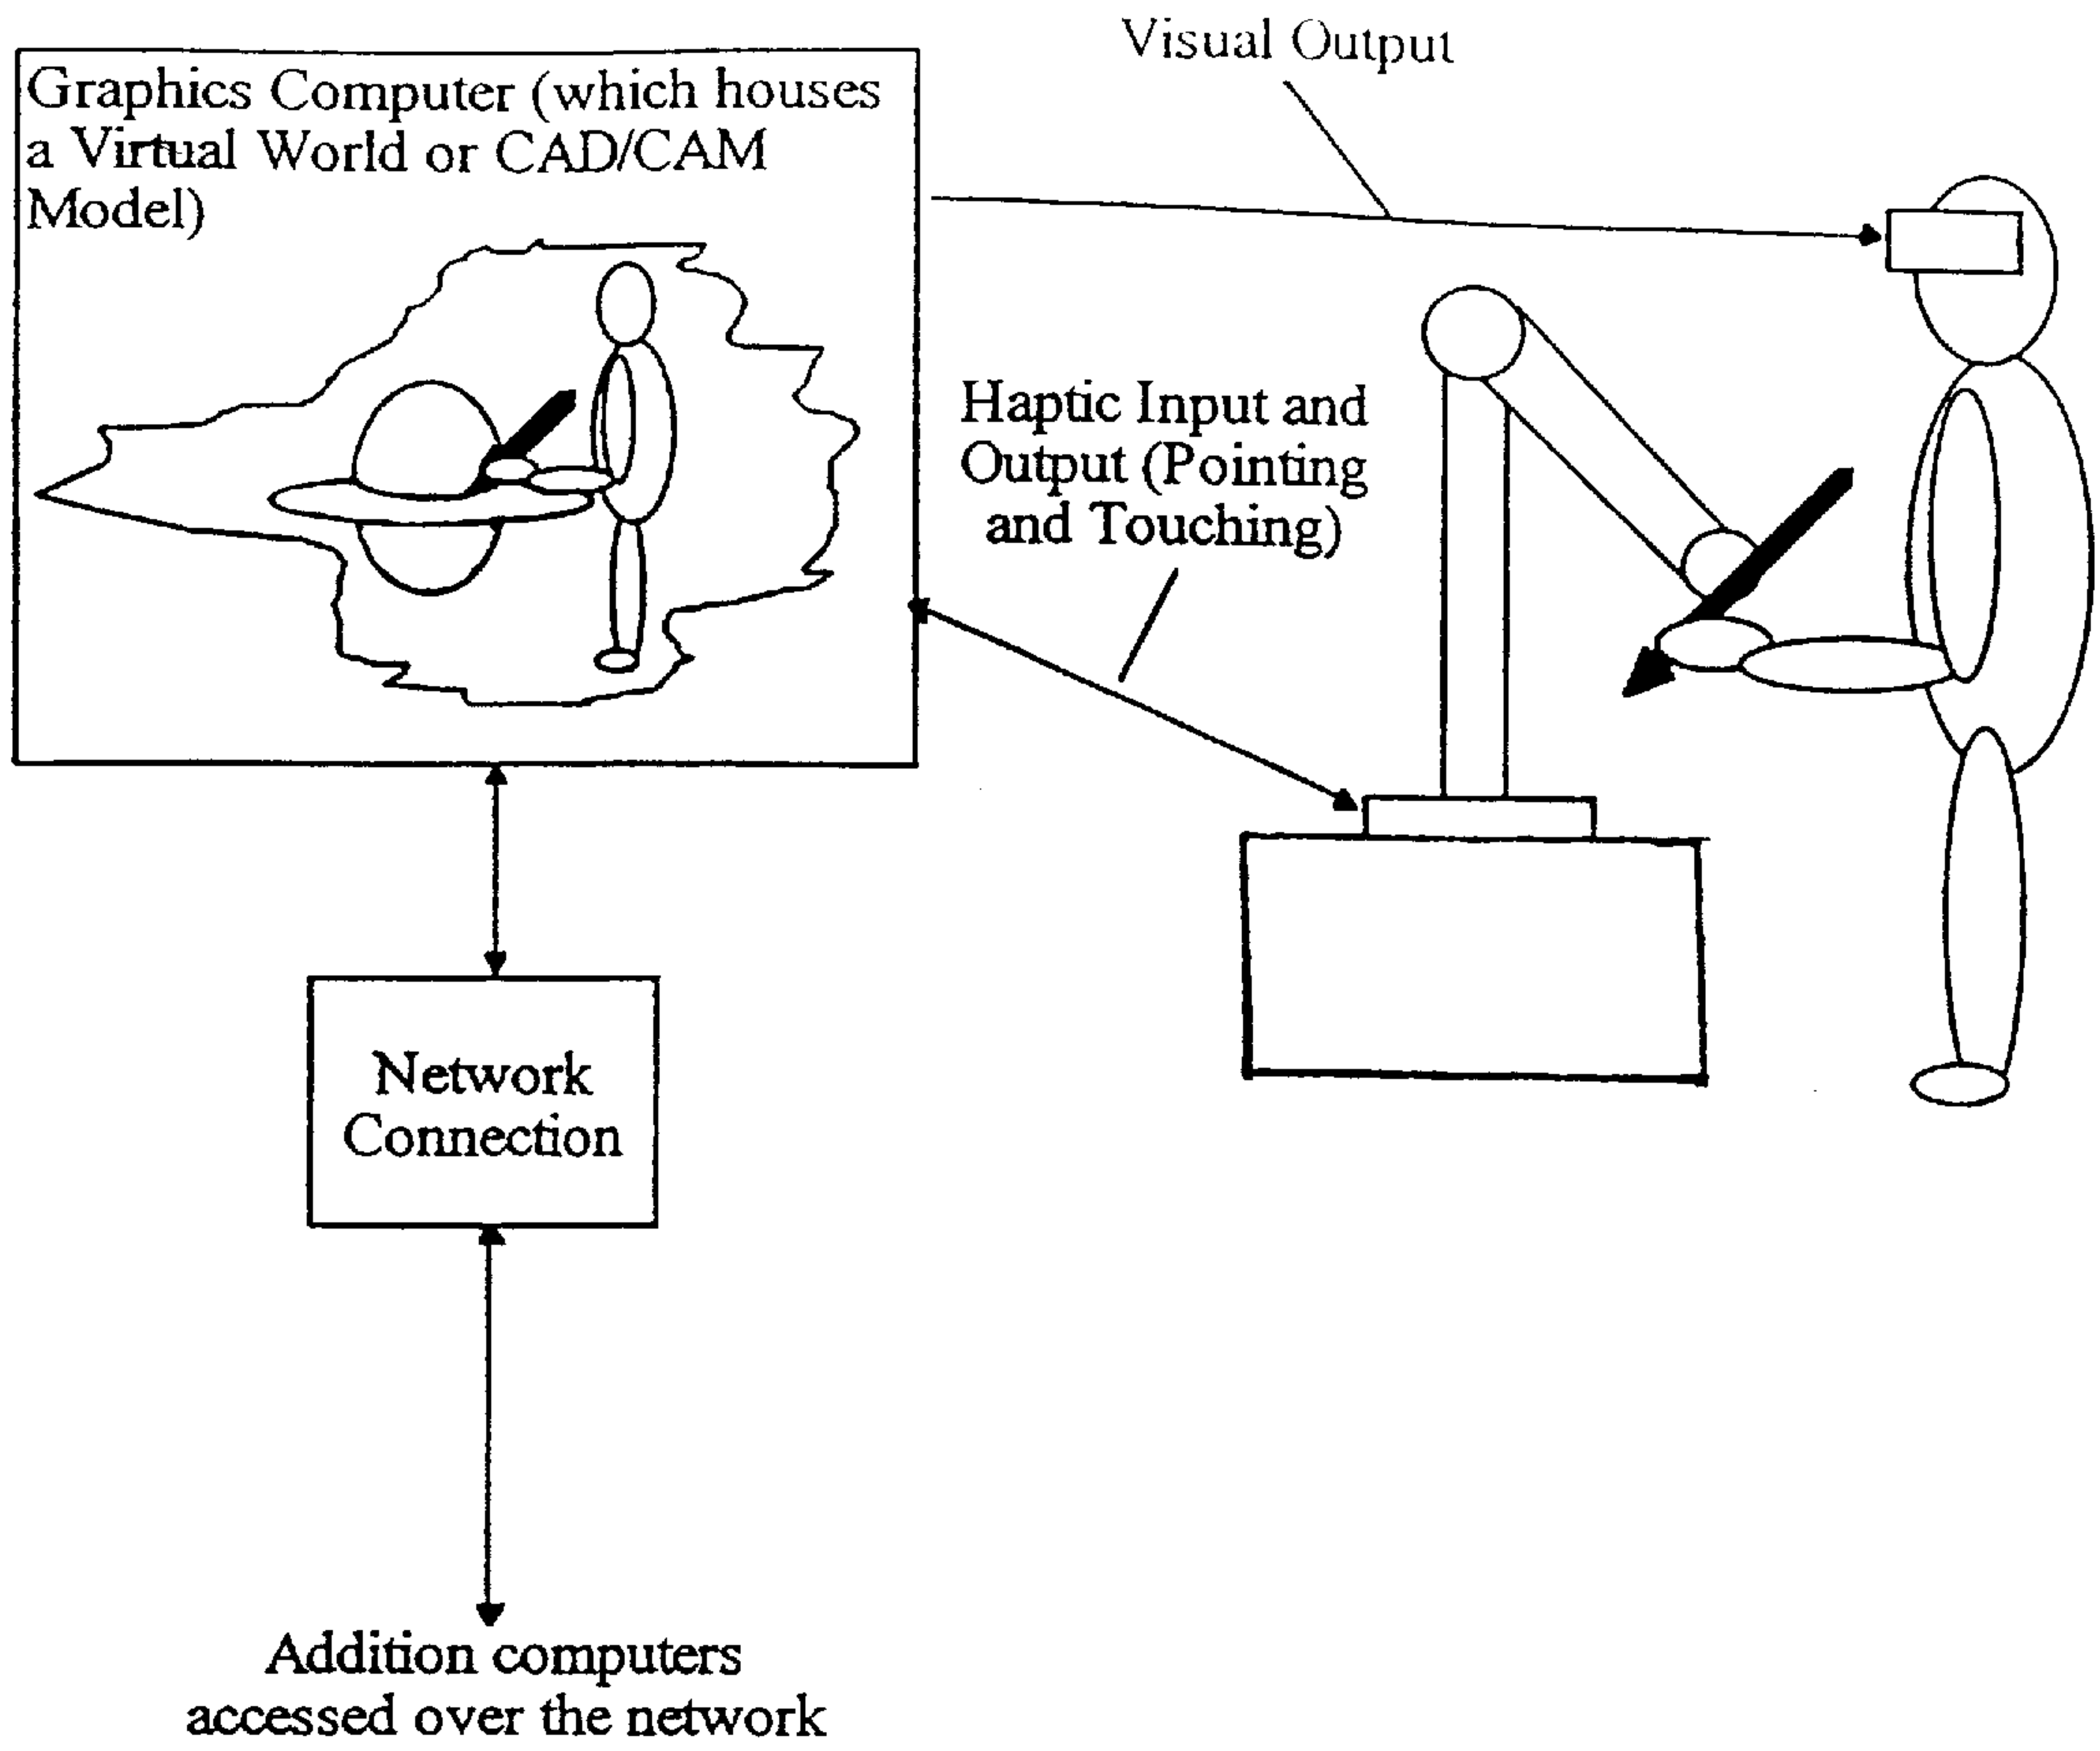 Visual Output
Graphics Computer (which houses
a Virtual World or CAD/CAM
Model)
Haptic Input and
Output (Pointing
and Touching)
Network
Connection
Addition computers
accessed over the network